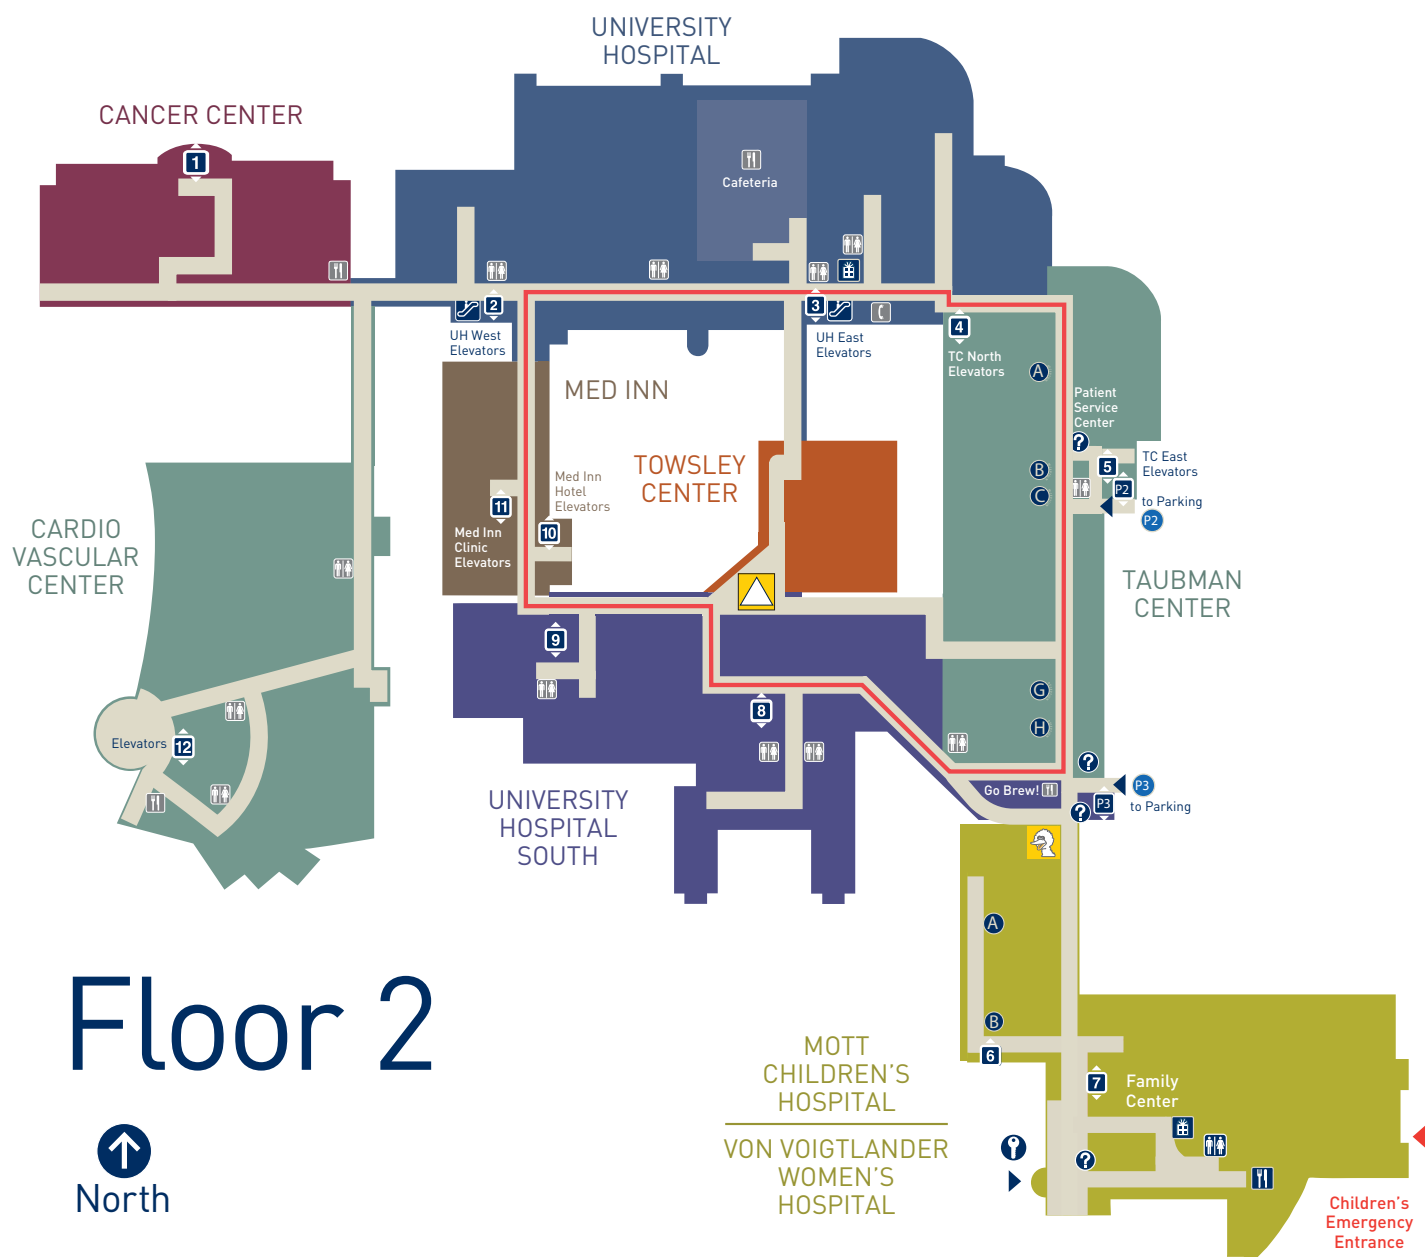 UNIVERSITY
HOSPITAL
CANCER CENTER
1
Cafeteria
2
UH West
Elevators
3
UH East
Elevators
4
TC North
Elevators
A
MED INN
Patient
Service
Center
?
TOWSLEY
CENTER
B
C
5
TC East
Elevators
P2
to Parking
P2
Med Inn
Hotel
Elevators
11
10
Med Inn
Clinic
Elevators
CARDIO
VASCULAR
CENTER
TAUBMAN
CENTER
9
8
G
H
Elevators
12
?
P3
to Parking
Go Brew!
P3
?
UNIVERSITY
HOSPITAL
SOUTH
A
B
6
7
Family
Center
?
Floor 2
North
MOTT
CHILDREN'S
HOSPITAL
VON VOIGTLANDER
WOMEN'S
HOSPITAL
Children's
Emergency
Entrance